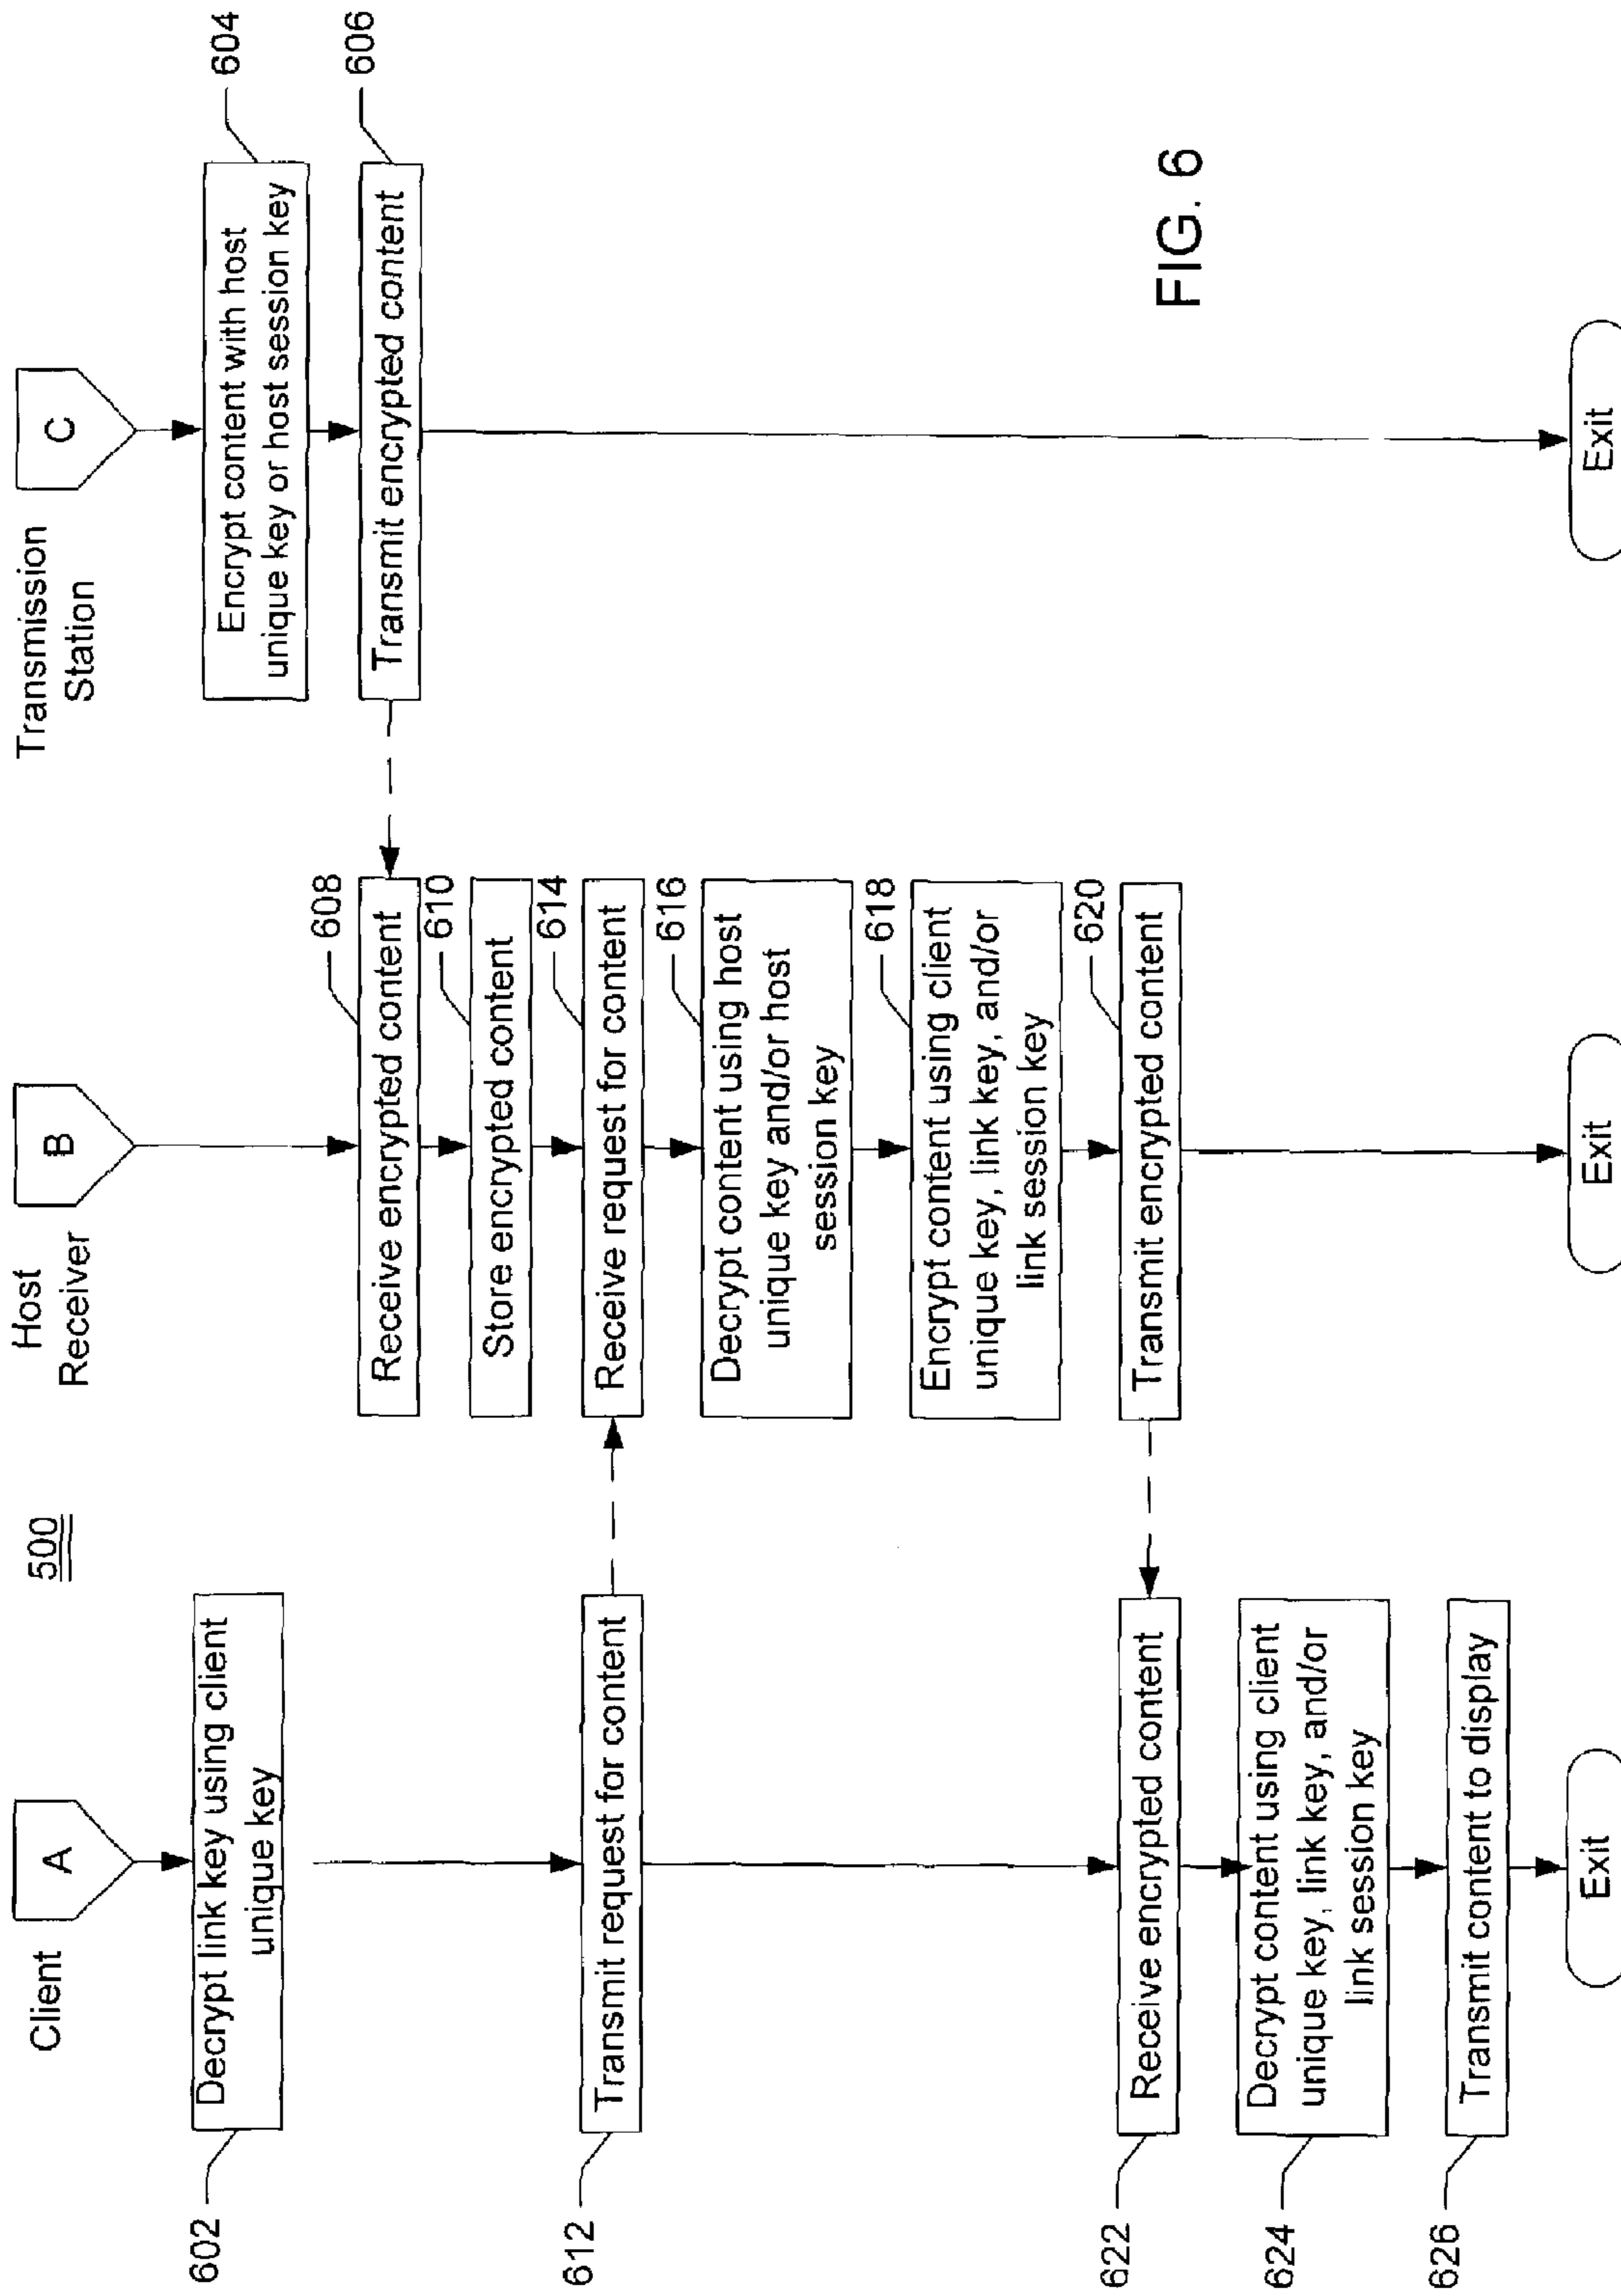 500
Client
A
Decrypt link key using client
unique key
602
Transmit request for content
612
Receive encrypted content
622
Decrypt content using client
unique key, link key, and/or
link session key
624
Transmit content to display
626
Exit
Host
Receiver
B
608
Receive encrypted content
610
Store encrypted content
614
Receive request for content
616
Decrypt content using host
unique key and/or host
session key
618
Encrypt content using client
unique key, link key, and/or
link session key
620
Transmit encrypted content
Exit
Transmission
Station
C
Encrypt content with host
unique key or host session key
604
Transmit encrypted content
606
Exit
FIG. 6